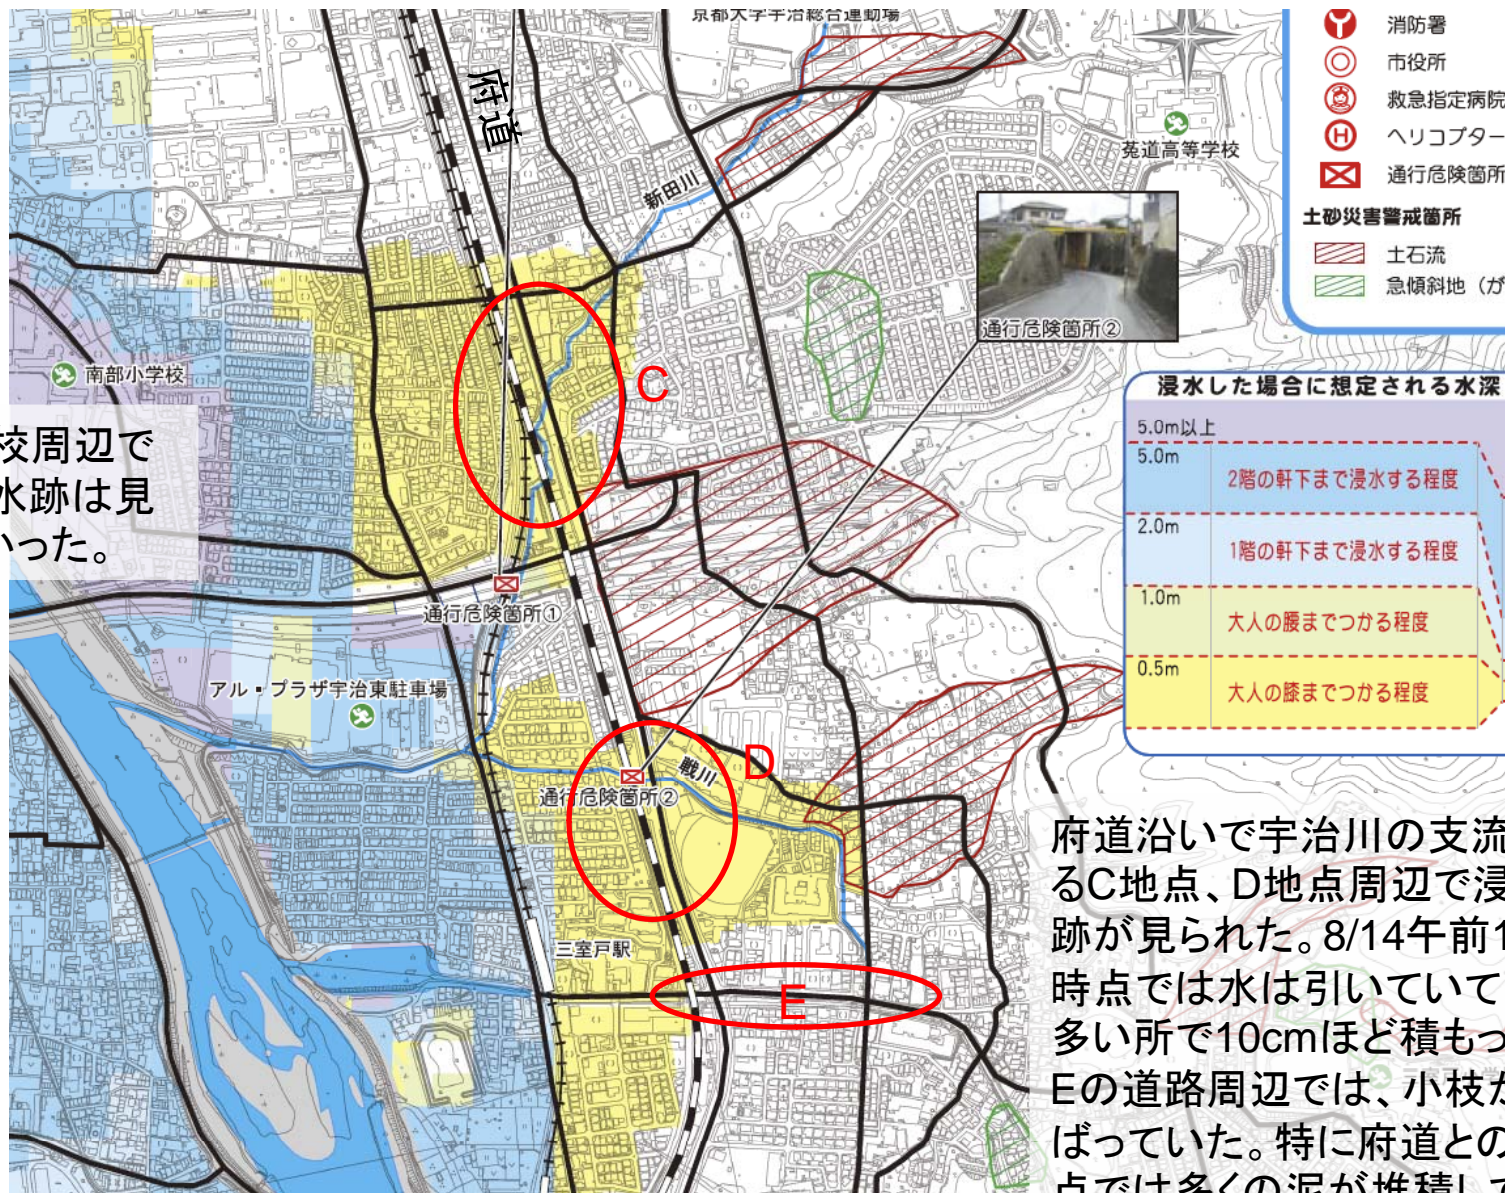 京都大学宇治総合運動場
府道
新田川
消防署
市役所
救急指定病院
ヘリコプター
通行危険箇所
土砂災害警戒箇所
土石流
急傾斜地（が
莵道高等学校
通行危険箇所②
南部小学校
C
校周辺で
水跡は見
いった。
浸水した場合に想定される水深
5.0m以上
5.0m
2階の軒下まで浸水する程度
2.0m
1階の軒下まで浸水する程度
1.0m
大人の腰までつかる程度
0.5m
大人の膝までつかる程度
通行危険箇所①
アル・プラザ宇治東駐車場
D
戦川
通行危険箇所②
三室戸駅
E
府道沿いで宇治川の支流
るC地点、D地点周辺で浸
跡が見られた。8/14午前1
時点では水は引いていて
多い所で10cmほど積もっ
Eの道路周辺では、小枝が
ばっていた。特に府道との
点では多くの泥が堆積して